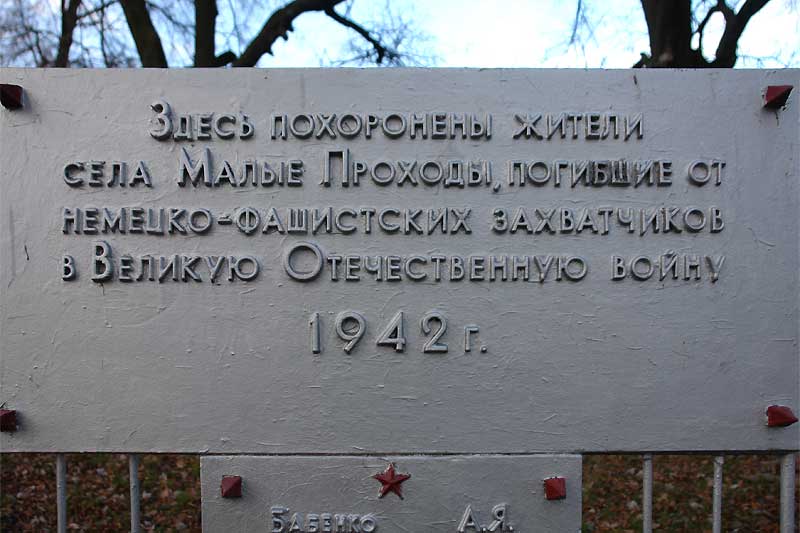 Здесь похоронены жители
села Малые Проходы, погибшие от
немецко-фашистских захватчиков
в Великую Отечественную войну
1942 г.
Бабенко А.Я.